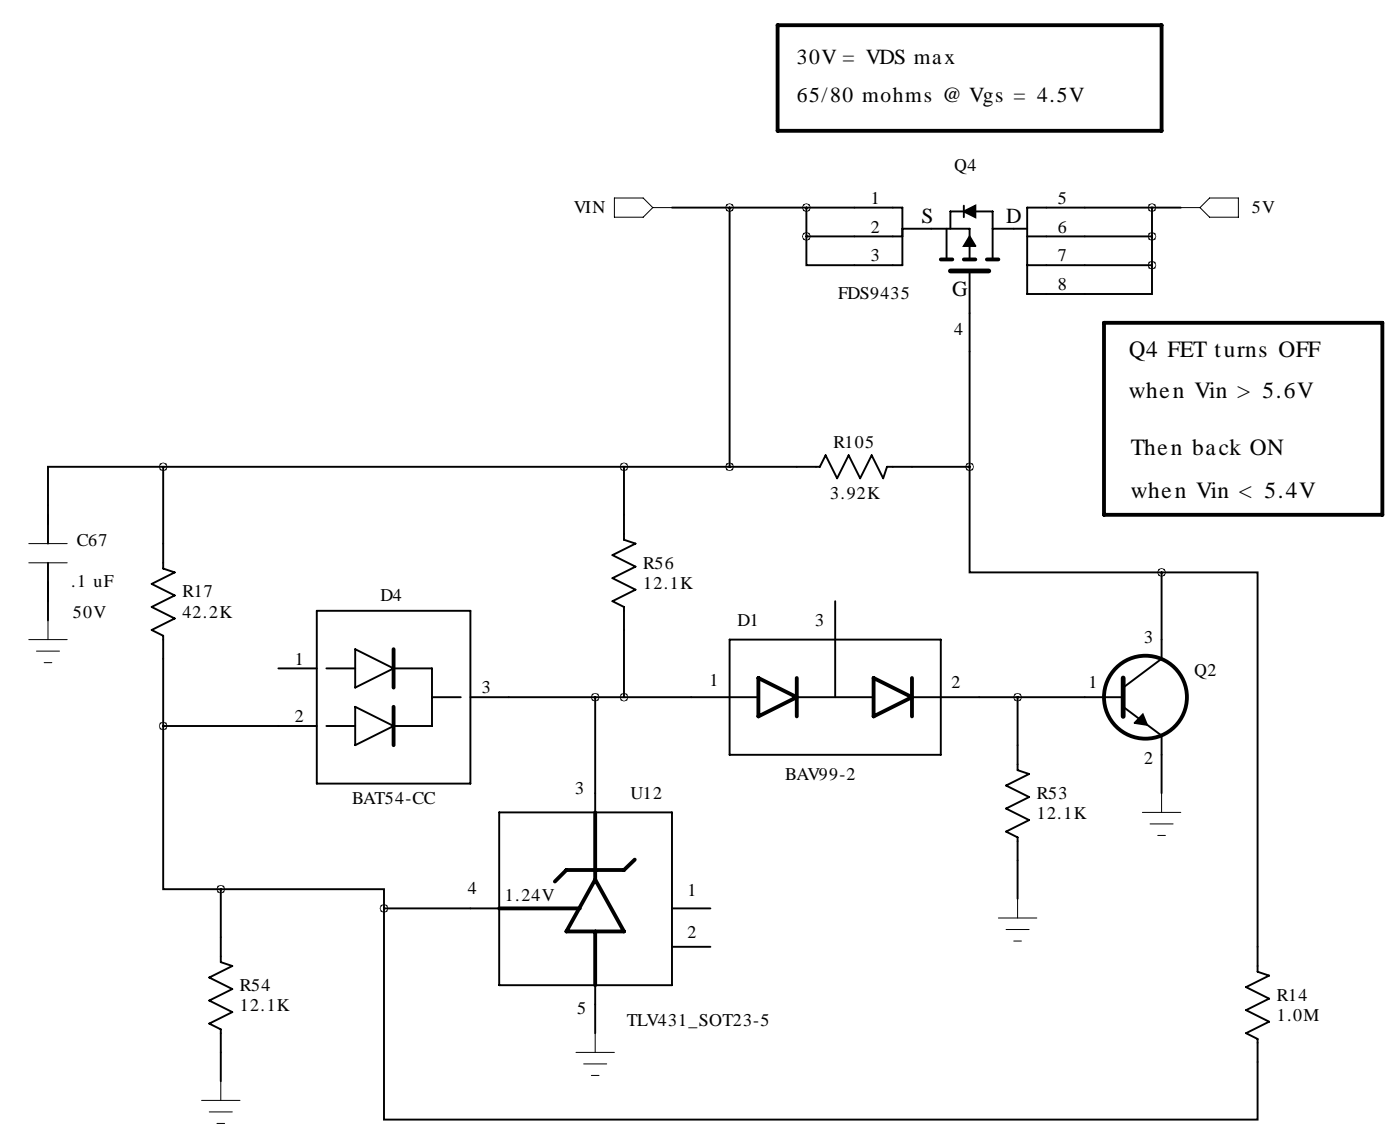 30V = VDS max
65/80 mohms @ Vgs = 4.5V
Q4
VIN
1
2
3
S
D
G
4
5
6
7
8
5V
FDS9435
Q4 FET turns OFF
when Vin > 5.6V
Then back ON
when Vin < 5.4V
R105
3.92K
C67
.1 uF
50V
R17
42.2K
R56
12.1K
D4
1
2
3
BAT54-CC
D1
3
1
2
BAV99-2
3
1
2
Q2
3
U12
4
1.24V
1
2
5
TLV431_SOT23-5
R53
12.1K
R54
12.1K
R14
1.0M